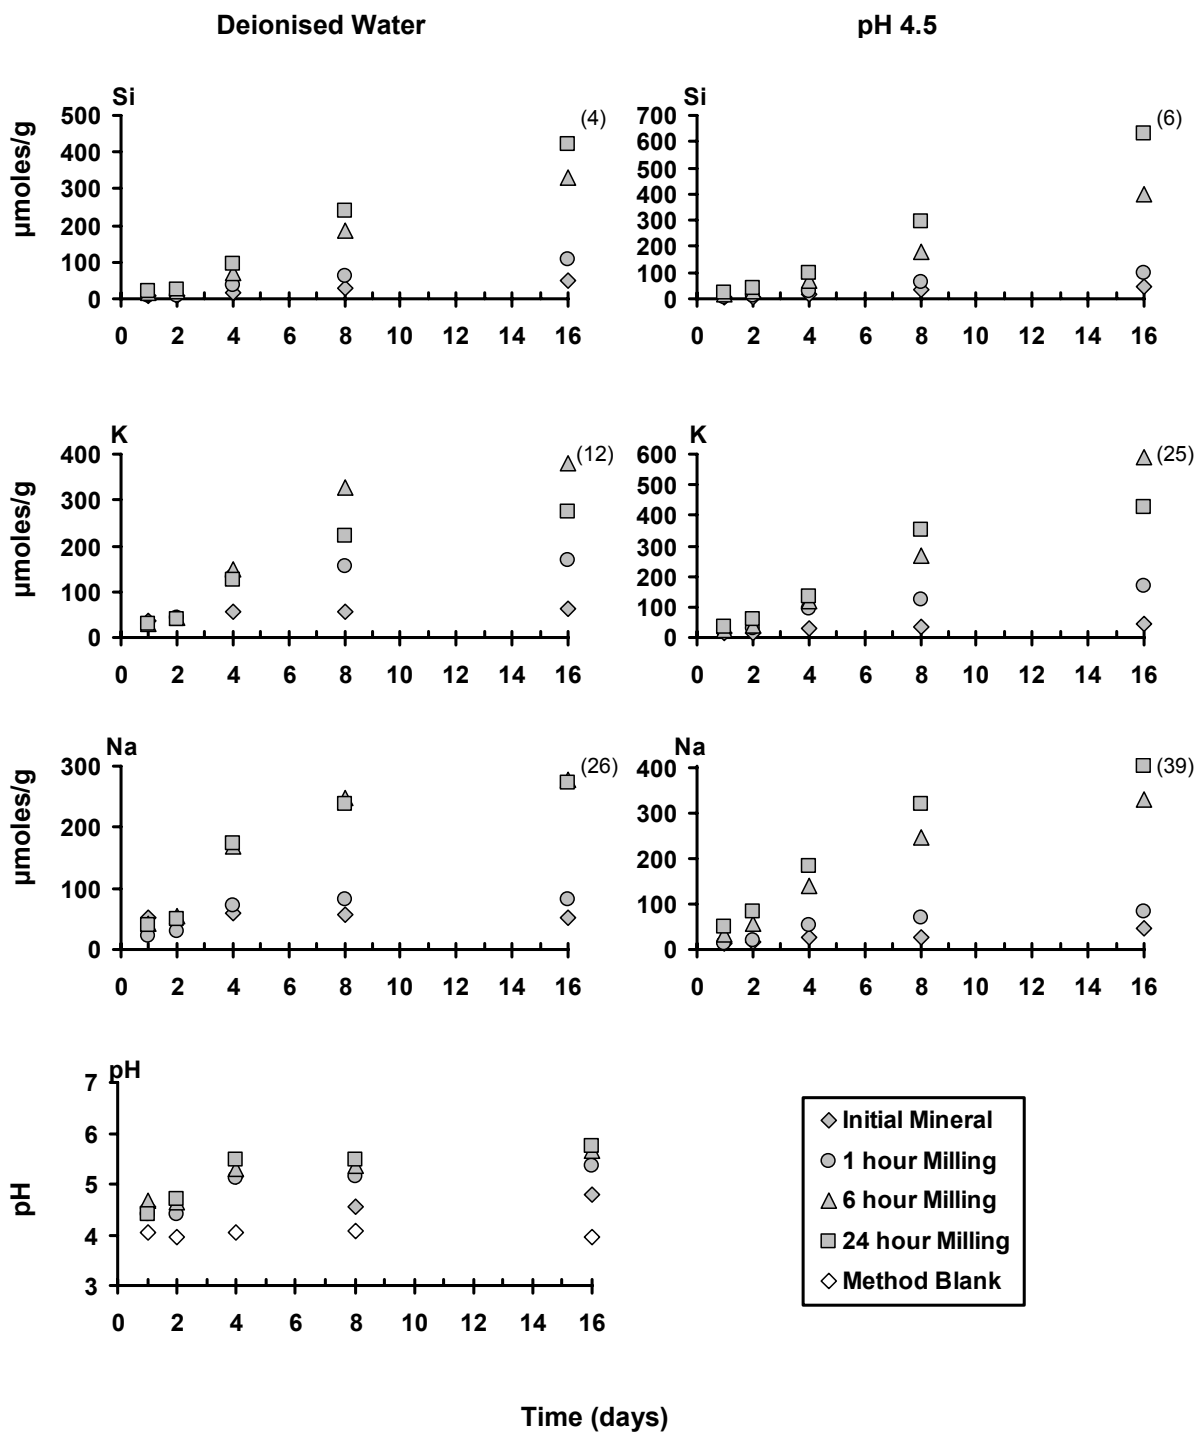 Deionised Water
pH 4.5
Si
500
400
300
200
100
0
µmoles/g
(4)
0 2 4 6 8 10 12 14 16
Si
700
600
500
400
300
200
100
0
(6)
0 2 4 6 8 10 12 14 16
K
400
300
200
100
0
µmoles/g
(12)
0 2 4 6 8 10 12 14 16
K
600
500
400
300
200
100
0
(25)
0 2 4 6 8 10 12 14 16
Na
300
200
100
0
µmoles/g
(26)
0 2 4 6 8 10 12 14 16
Na
400
300
200
100
0
(39)
0 2 4 6 8 10 12 14 16
pH
7
6
5
4
3
pH
0 2 4 6 8 10 12 14 16
Initial Mineral
1 hour Milling
6 hour Milling
24 hour Milling
Method Blank
Time (days)